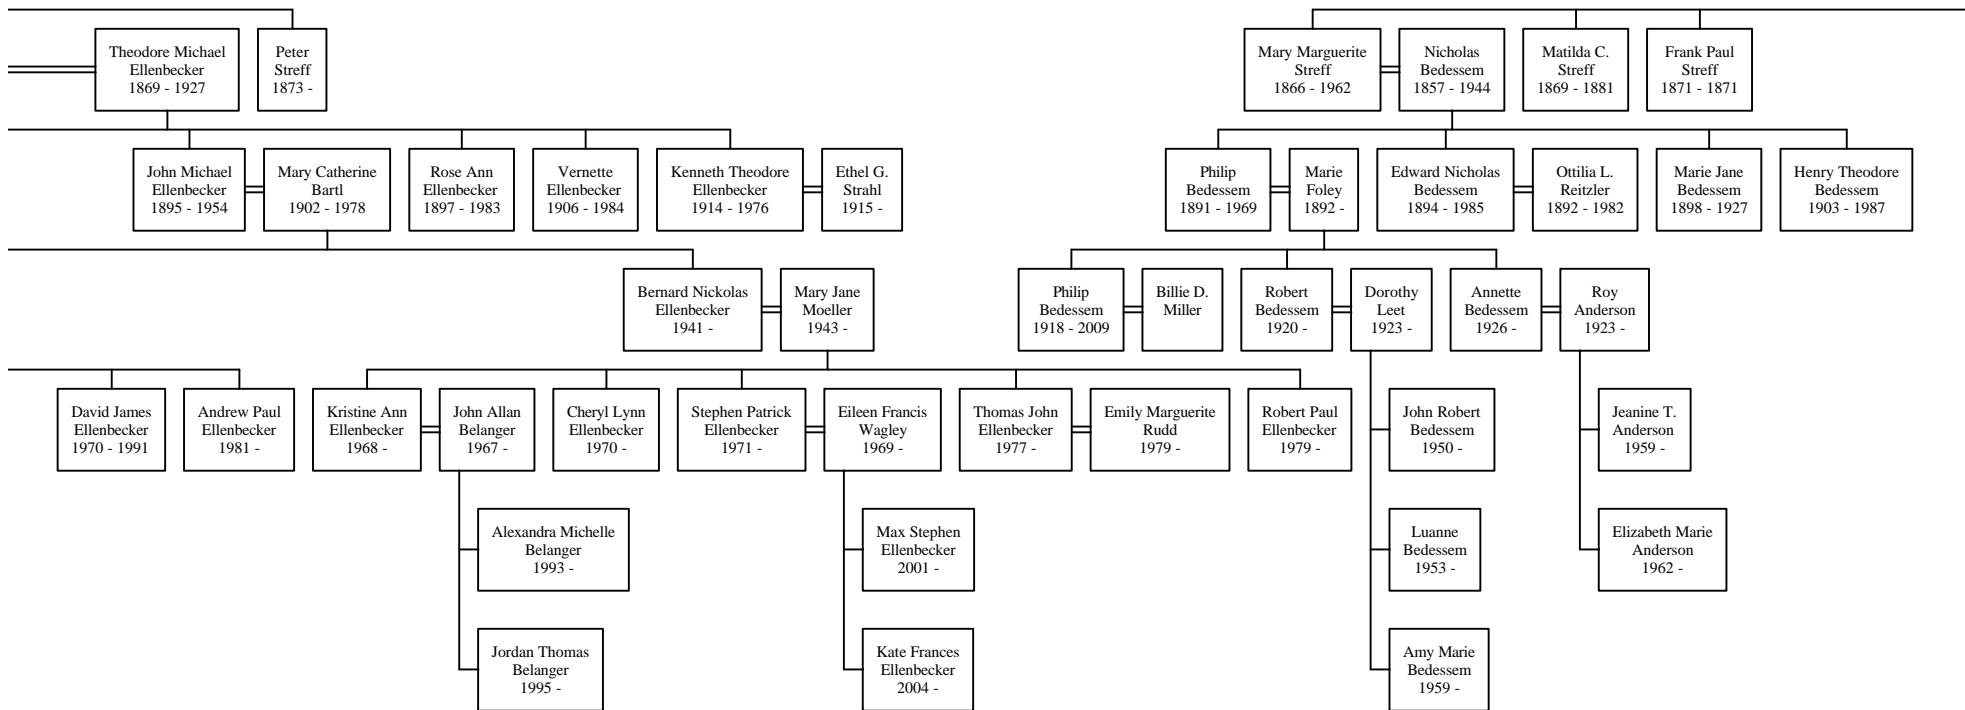 Theodore Michael
Ellenbecker
1869 - 1927
Peter
Streff
1873 -
Mary Marguerite
Streff
1866 - 1962
Nicholas
Bedessem
1857 - 1944
Matilda C.
Streff
1869 - 1881
Frank Paul
Streff
1871 - 1871
John Michael
Ellenbecker
1895 - 1954
Mary Catherine
Bartl
1902 - 1978
Rose Ann
Ellenbecker
1897 - 1983
Vernette
Ellenbecker
1906 - 1984
Kenneth Theodore
Ellenbecker
1914 - 1976
Ethel G.
Strahl
1915 -
Philip
Bedessem
1891 - 1969
Marie
Foley
1892 -
Edward Nicholas
Bedessem
1894 - 1985
Ottilia L.
Reitzler
1892 - 1982
Marie Jane
Bedessem
1898 - 1927
Henry Theodore
Bedessem
1903 - 1987
Bernard Nickolas
Ellenbecker
1941 -
Mary Jane
Moeller
1943 -
Philip
Bedessem
1918 - 2009
Billie D.
Miller
Robert
Bedessem
1920 -
Dorothy
Leet
1923 -
Annette
Bedessem
1926 -
Roy
Anderson
1923 -
David James
Ellenbecker
1970 - 1991
Andrew Paul
Ellenbecker
1981 -
Kristine Ann
Ellenbecker
1968 -
John Allan
Belanger
1967 -
Cheryl Lynn
Ellenbecker
1970 -
Stephen Patrick
Ellenbecker
1971 -
Eileen Francis
Wagley
1969 -
Thomas John
Ellenbecker
1977 -
Emily Marguerite
Rudd
1979 -
Robert Paul
Ellenbecker
1979 -
John Robert
Bedessem
1950 -
Jeanine T.
Anderson
1959 -
Alexandra Michelle
Belanger
1993 -
Max Stephen
Ellenbecker
2001 -
Luanne
Bedessem
1953 -
Elizabeth Marie
Anderson
1962 -
Jordan Thomas
Belanger
1995 -
Kate Frances
Ellenbecker
2004 -
Amy Marie
Bedessem
1959 -